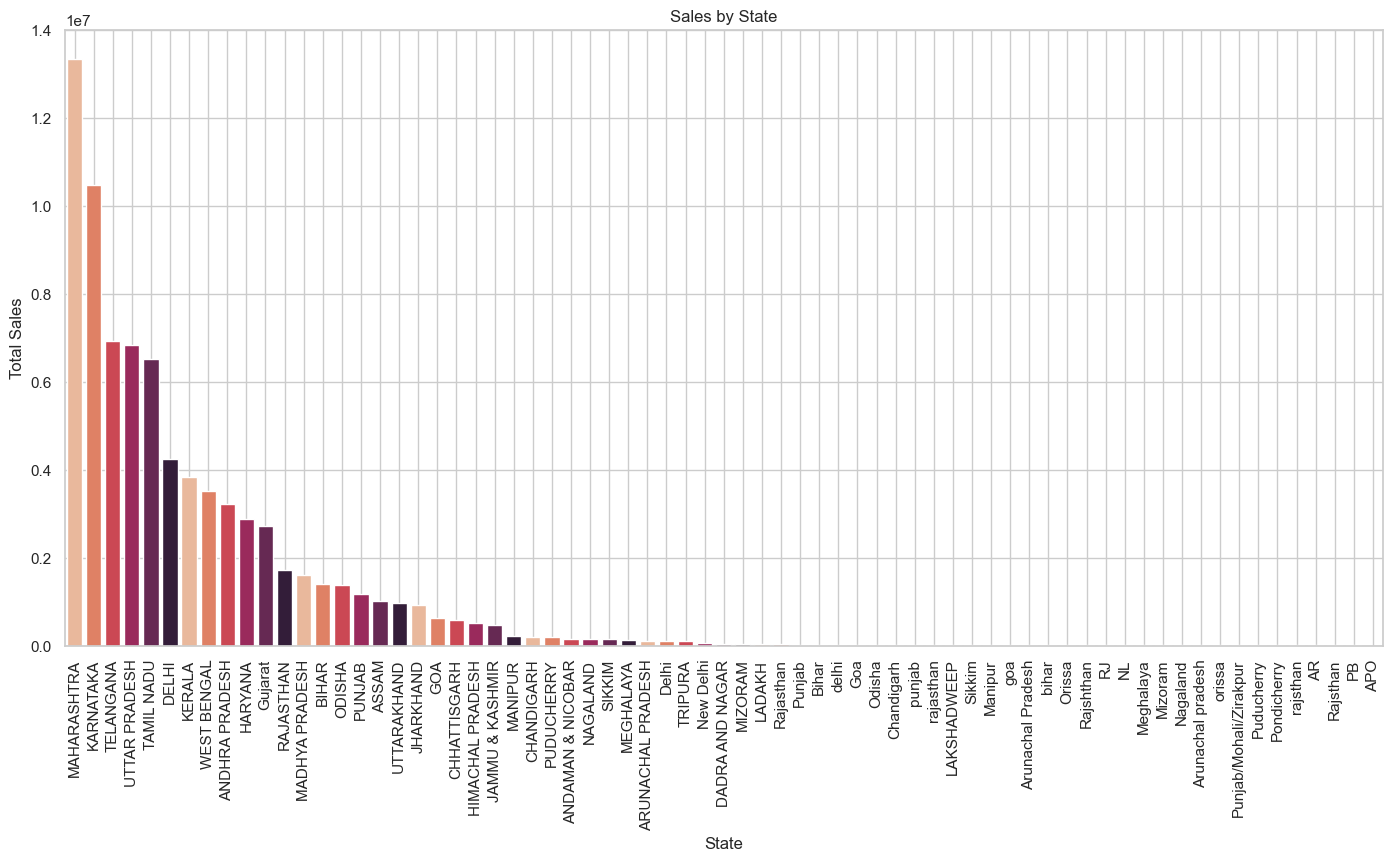 Sales by State
1e7
1.4
1.2
1.0
0.8
0.6
0.4
0.2
0.0
Total Sales
MAHARASHTRA
KARNATAKA
TELANGANA
UTTAR PRADESH
TAMIL NADU
DELHI
KERALA
WEST BENGAL
ANDHRA PRADESH
HARYANA
Gujarat
RAJASTHAN
MADHYA PRADESH
BIHAR
ODISHA
PUNJAB
ASSAM
UTTARAKHAND
JHARKHAND
GOA
CHHATTISGARH
HIMACHAL PRADESH
JAMMU & KASHMIR
MANIPUR
CHANDIGARH
PUDUCHERRY
ANDAMAN & NICOBAR
NAGALAND
SIKKIM
MEGHALAYA
ARUNACHAL PRADESH
Delhi
TRIPURA
New Delhi
DADRA AND NAGAR
MIZORAM
LADAKH
Rajasthan
Punjab
Bihar
delhi
Goa
Odisha
Chandigarh
punjab
rajasthan
LAKSHADWEEP
Sikkim
Manipur
goa
Arunachal Pradesh
bihar
Orissa
Rajshthan
RJ
NL
Meghalaya
Mizoram
Nagaland
Arunachal pradesh
orissa
Punjab/Mohali/Zirakpur
Puducherry
Pondicherry
rajsthan
AR
Rajsthan
PB
APO
State